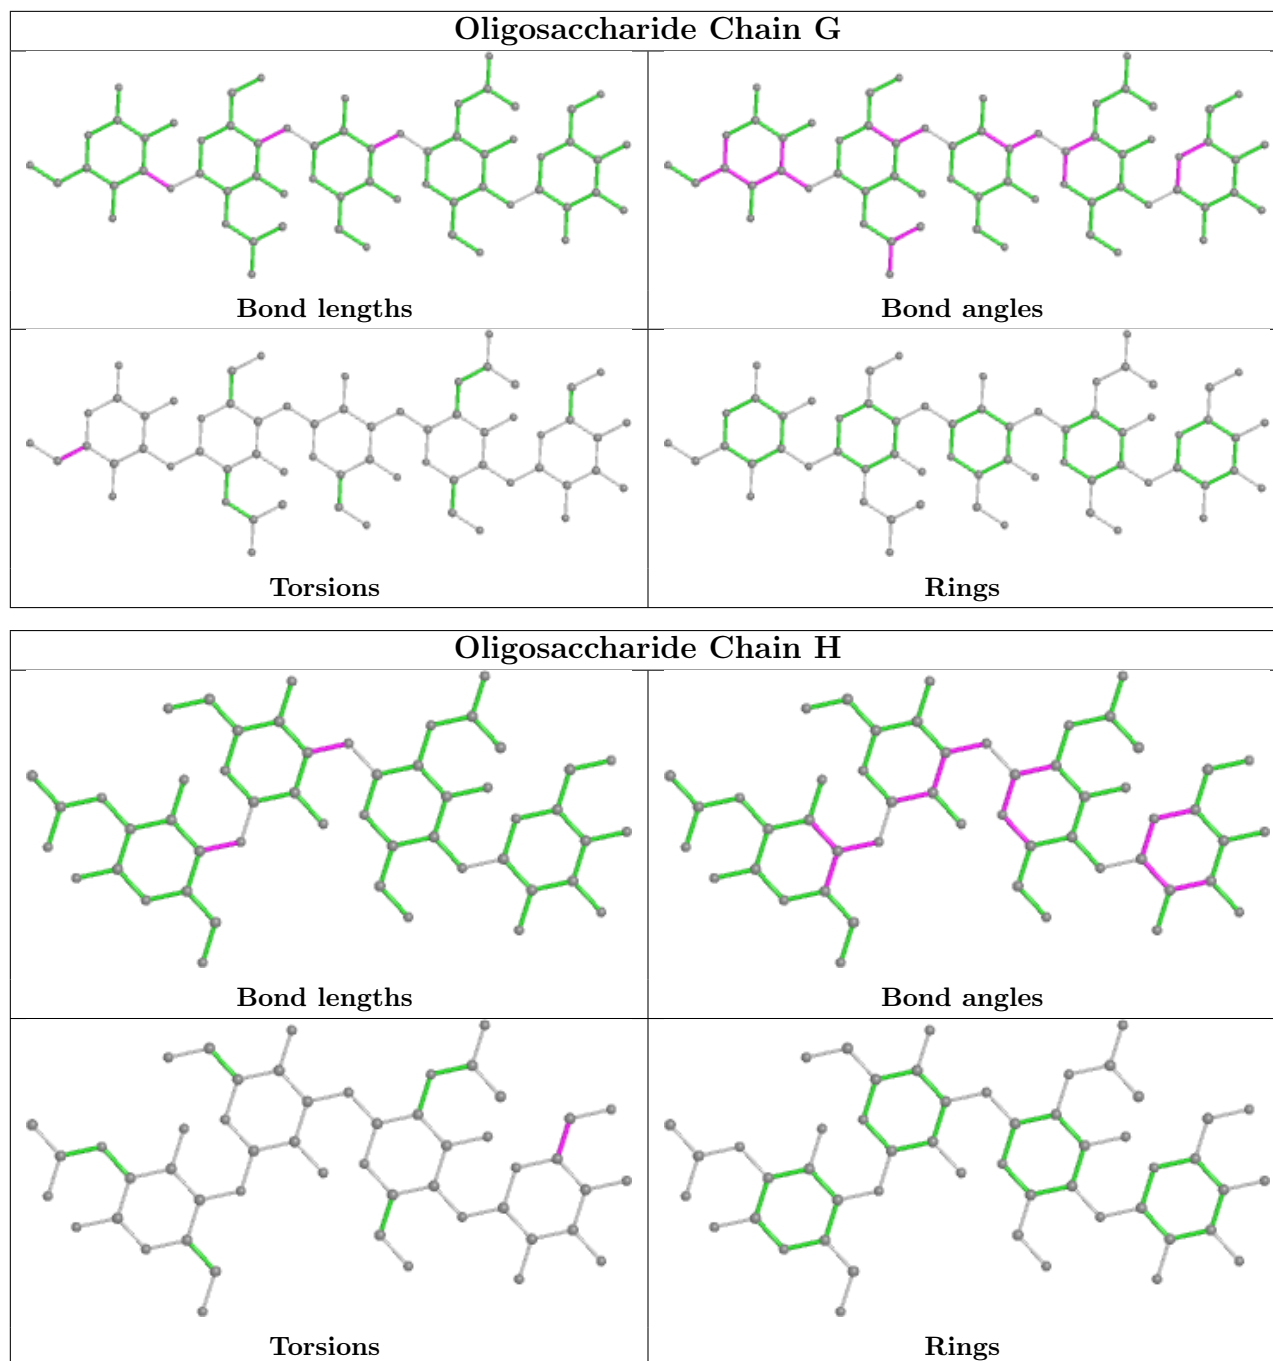 Oligosaccharide Chain G
Bond lengths
Bond angles
Torsions
Rings
Oligosaccharide Chain H
Bond lengths
Bond angles
Torsions
Rings